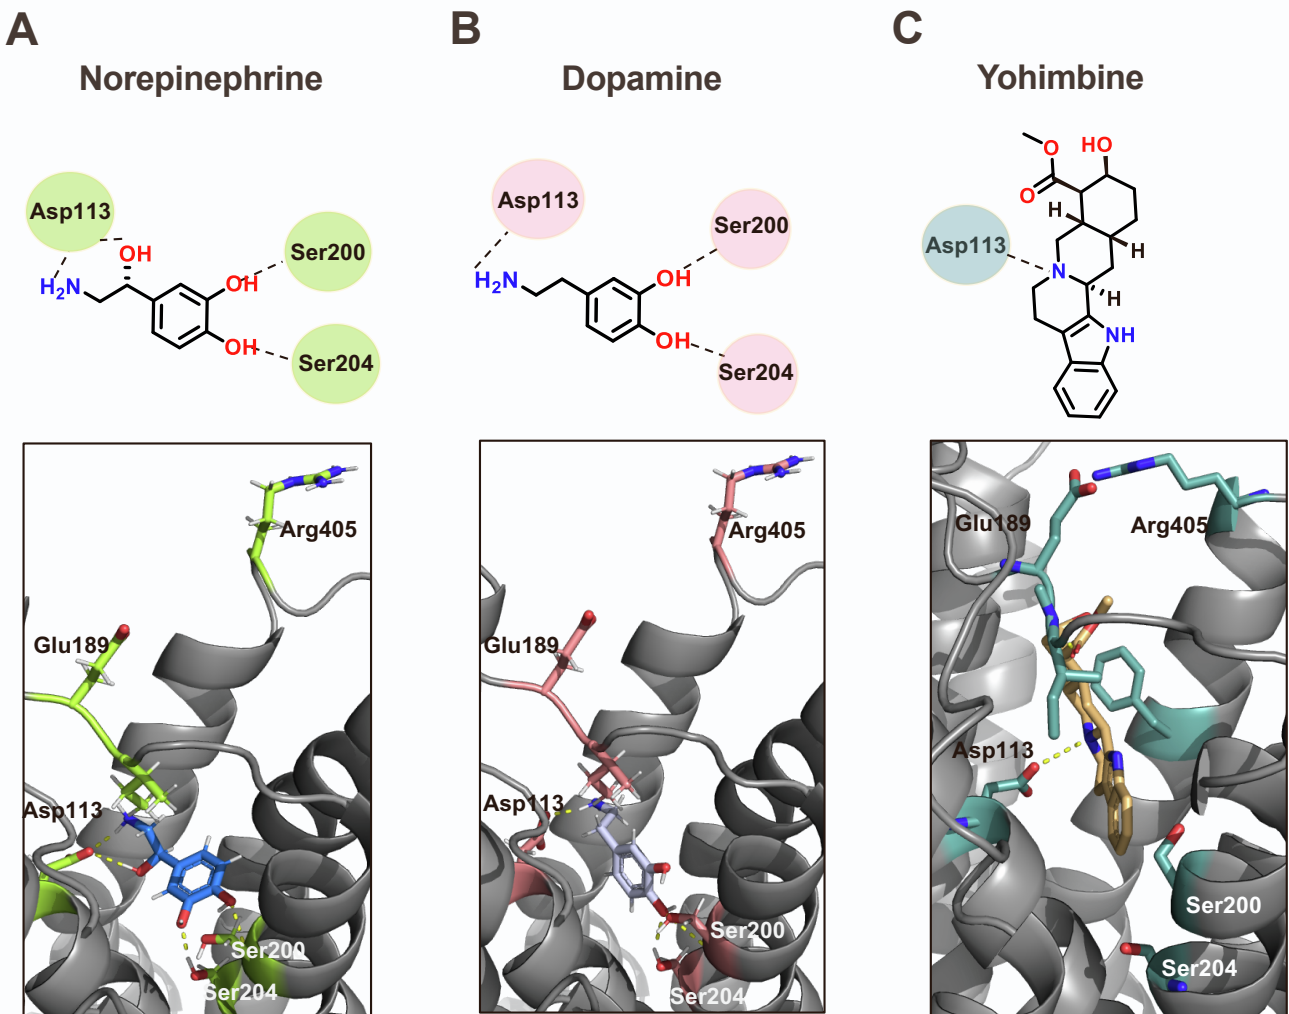 A
Norepinephrine
Asp113
OH
H₂N
Ser200
OH
OH
Ser204
Arg405
Glu189
Asp113
Ser200
Ser204
B
Dopamine
Asp113
Ser200
H₂N
OH
OH
Ser204
Arg405
Glu189
Asp113
Ser200
Ser204
C
Yohimbine
O
HO
O
H
Asp113
H
N
H
NH
Glu189
Arg405
Asp113
Ser200
Ser204